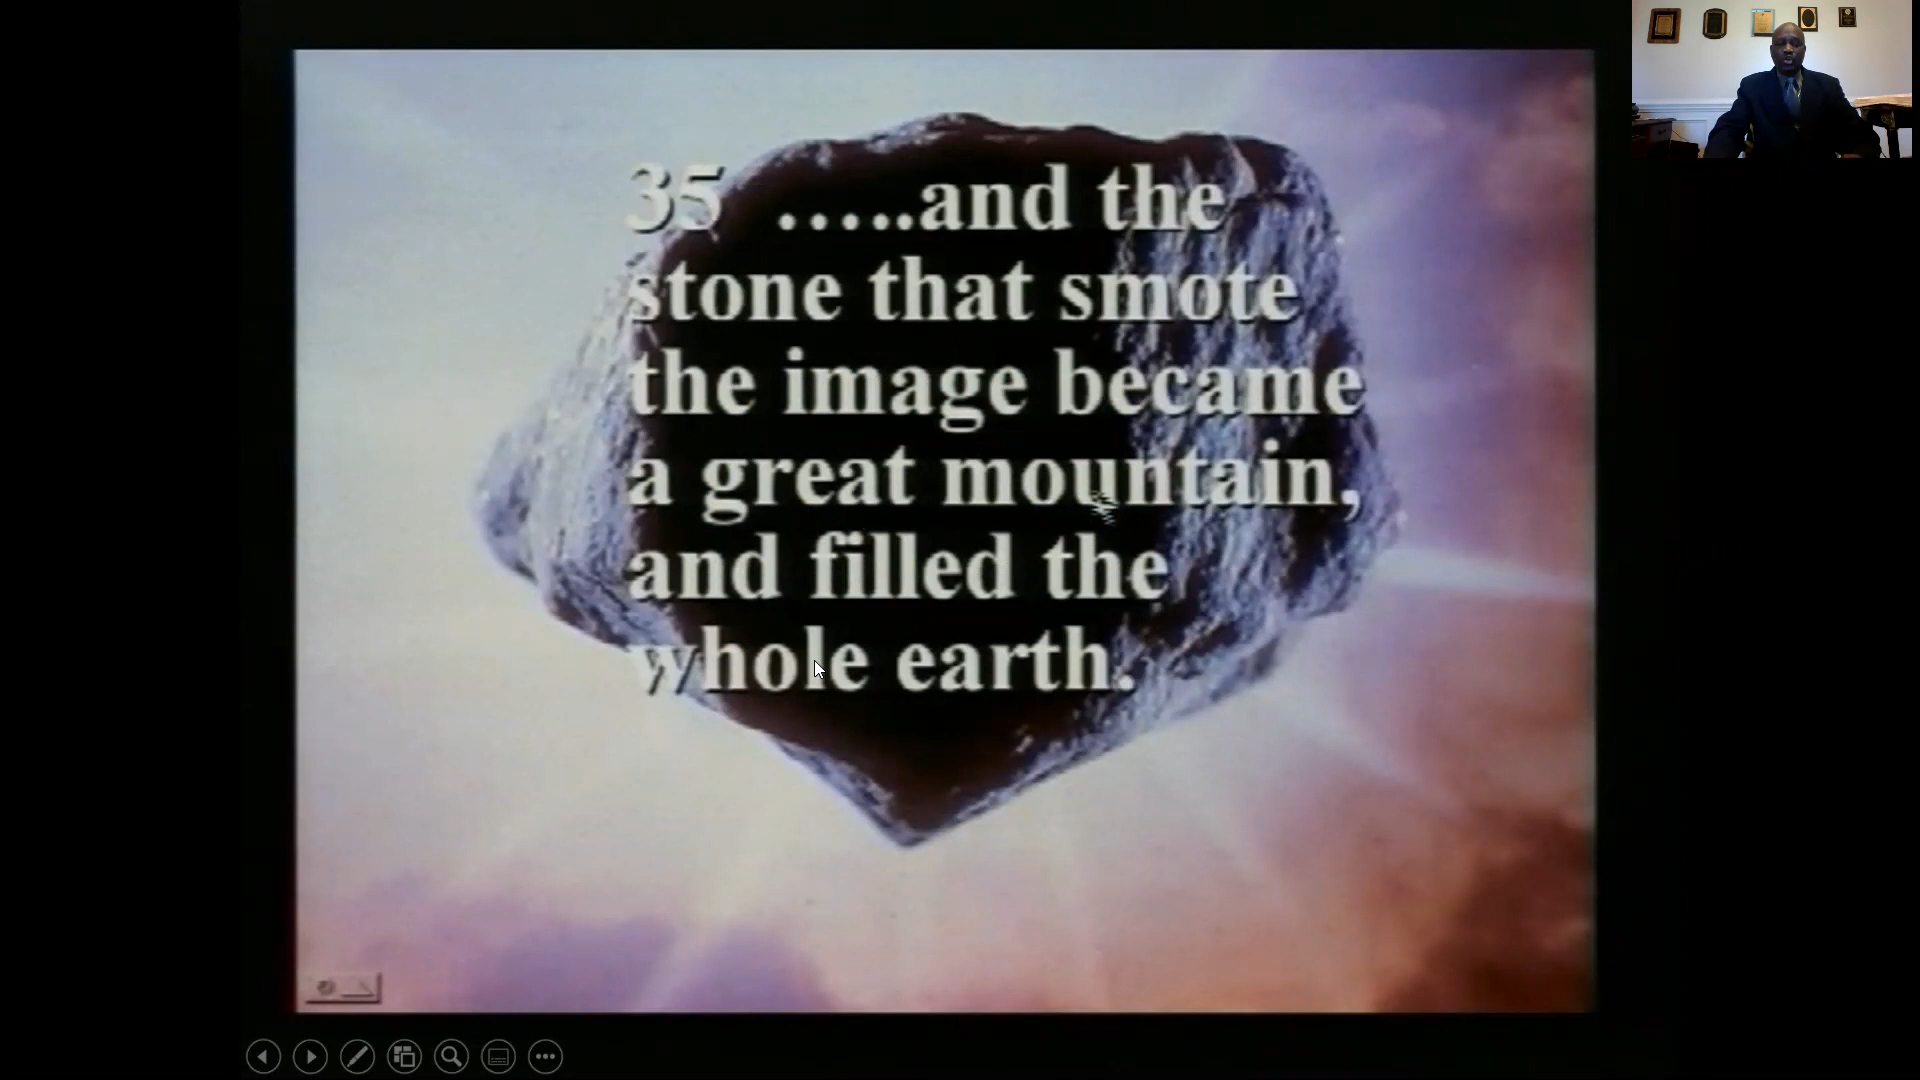 35 .....and the
stone that smote
the image became
a great mountain,
and filled the
whole earth.